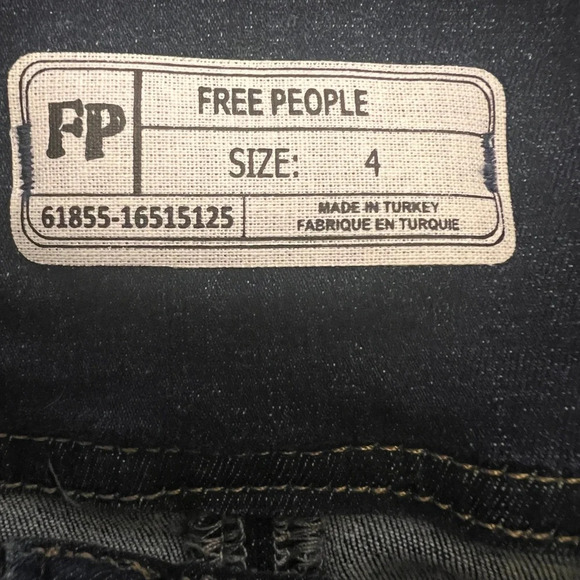 FP
FREE PEOPLE
SIZE: 4
61855-16515125
MADE IN TURKEY
FABRIQUE EN TURQUIE